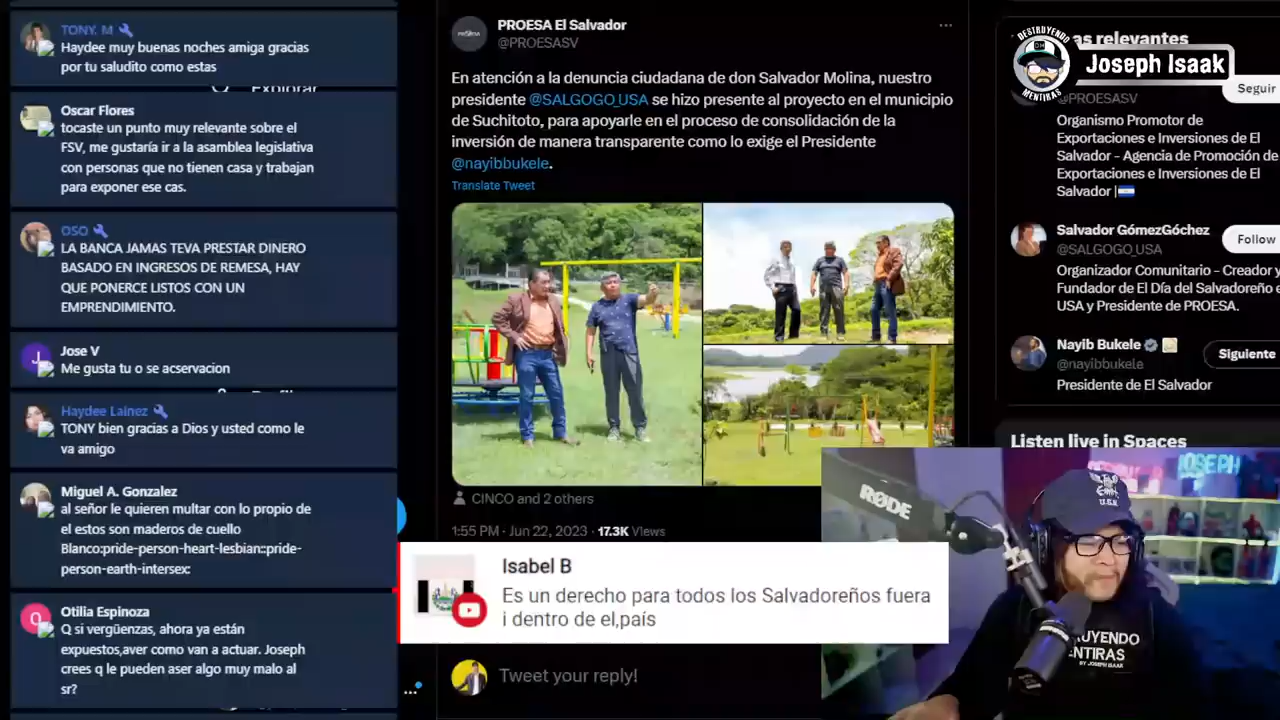 TONY. M
Haydee muy buenas noches amiga gracias
por tu saludito como estas
Explorar
Oscar Flores
tocaste un punto muy relevante sobre el
FSV, me gustaría ir a la asamblea legislativa
con personas que no tienen casa y trabajan
para exponer ese cas.
OSO
LA BANCA JAMAS TEVA PRESTAR DINERO
BASADO EN INGRESOS DE REMESA, HAY
QUE PONERCE LISTOS CON UN
EMPRENDIMIENTO.
J
Jose V
Me gusta tu o se acservacion
Haydee Lainez
TONY bien gracias a Dios y usted como le
va amigo
Miguel A. Gonzalez
al señor le quieren multar con lo propio de
el estos son maderos de cuello
Blanco:pride-person-heart-lesbian::pride-
person-earth-intersex:
O
Otilia Espinoza
Q si vergüenzas, ahora ya están
expuestos,aver como van a actuar. Joseph
crees q le pueden aser algo muy malo al
sr?
PROESA El Salvador
@PROESASV
En atención a la denuncia ciudadana de don Salvador Molina, nuestro
presidente @SALGOGO_USA se hizo presente al proyecto en el municipio
de Suchitoto, para apoyarle en el proceso de consolidación de la
inversión de manera transparente como lo exige el Presidente
@nayibbukele.
Translate Tweet
CINCO and 2 others
1:55 PM · Jun 22, 2023 · 17.3K Views
Isabel B
Es un derecho para todos los Salvadoreños fuera
i dentro de el,país
Tweet your reply!
as relevantes
DESTRUYENDO
MENTIRAS
Joseph Isaak
@PROESASV
Seguir
Organismo Promotor de
Exportaciones e Inversiones de El
Salvador - Agencia de Promoción de
Exportaciones e Inversiones de El
Salvador |
Salvador GómezGóchez
@SALGOGO_USA
Follow
Organizador Comunitario - Creador y
Fundador de El Día del Salvadoreño e
USA y Presidente de PROESA.
Nayib Bukele
@nayibbukele
Siguiente
Presidente de El Salvador
Listen live in Spaces
RØDE
JOSEPH
RUYENDO
ENTIRAS
BY JOSEPH ISAAK